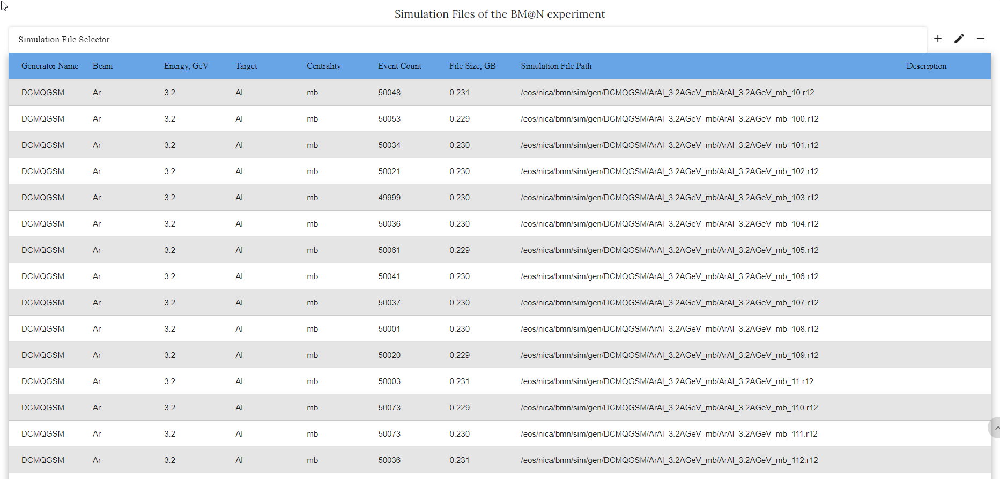 Simulation Files of the BM@N experiment
Simulation File Selector
Generator Name Beam Energy, GeV Target Centrality Event Count File Size, GB Simulation File Path Description
DCMQGSM Ar 3.2 Al mb 50048 0.231 /eos/nica/bmn/sim/gen/DCMQGSM/ArAl_3.2AGeV_mb/ArAl_3.2AGeV_mb_10.r12
DCMQGSM Ar 3.2 Al mb 50053 0.229 /eos/nica/bmn/sim/gen/DCMQGSM/ArAl_3.2AGeV_mb/ArAl_3.2AGeV_mb_100.r12
DCMQGSM Ar 3.2 Al mb 50034 0.230 /eos/nica/bmn/sim/gen/DCMQGSM/ArAl_3.2AGeV_mb/ArAl_3.2AGeV_mb_101.r12
DCMQGSM Ar 3.2 Al mb 50021 0.230 /eos/nica/bmn/sim/gen/DCMQGSM/ArAl_3.2AGeV_mb/ArAl_3.2AGeV_mb_102.r12
DCMQGSM Ar 3.2 Al mb 49999 0.230 /eos/nica/bmn/sim/gen/DCMQGSM/ArAl_3.2AGeV_mb/ArAl_3.2AGeV_mb_103.r12
DCMQGSM Ar 3.2 Al mb 50036 0.230 /eos/nica/bmn/sim/gen/DCMQGSM/ArAl_3.2AGeV_mb/ArAl_3.2AGeV_mb_104.r12
DCMQGSM Ar 3.2 Al mb 50061 0.229 /eos/nica/bmn/sim/gen/DCMQGSM/ArAl_3.2AGeV_mb/ArAl_3.2AGeV_mb_105.r12
DCMQGSM Ar 3.2 Al mb 50041 0.230 /eos/nica/bmn/sim/gen/DCMQGSM/ArAl_3.2AGeV_mb/ArAl_3.2AGeV_mb_106.r12
DCMQGSM Ar 3.2 Al mb 50037 0.230 /eos/nica/bmn/sim/gen/DCMQGSM/ArAl_3.2AGeV_mb/ArAl_3.2AGeV_mb_107.r12
DCMQGSM Ar 3.2 Al mb 50001 0.230 /eos/nica/bmn/sim/gen/DCMQGSM/ArAl_3.2AGeV_mb/ArAl_3.2AGeV_mb_108.r12
DCMQGSM Ar 3.2 Al mb 50020 0.229 /eos/nica/bmn/sim/gen/DCMQGSM/ArAl_3.2AGeV_mb/ArAl_3.2AGeV_mb_109.r12
DCMQGSM Ar 3.2 Al mb 50003 0.231 /eos/nica/bmn/sim/gen/DCMQGSM/ArAl_3.2AGeV_mb/ArAl_3.2AGeV_mb_11.r12
DCMQGSM Ar 3.2 Al mb 50073 0.229 /eos/nica/bmn/sim/gen/DCMQGSM/ArAl_3.2AGeV_mb/ArAl_3.2AGeV_mb_110.r12
DCMQGSM Ar 3.2 Al mb 50073 0.230 /eos/nica/bmn/sim/gen/DCMQGSM/ArAl_3.2AGeV_mb/ArAl_3.2AGeV_mb_111.r12
DCMQGSM Ar 3.2 Al mb 50036 0.231 /eos/nica/bmn/sim/gen/DCMQGSM/ArAl_3.2AGeV_mb/ArAl_3.2AGeV_mb_112.r12